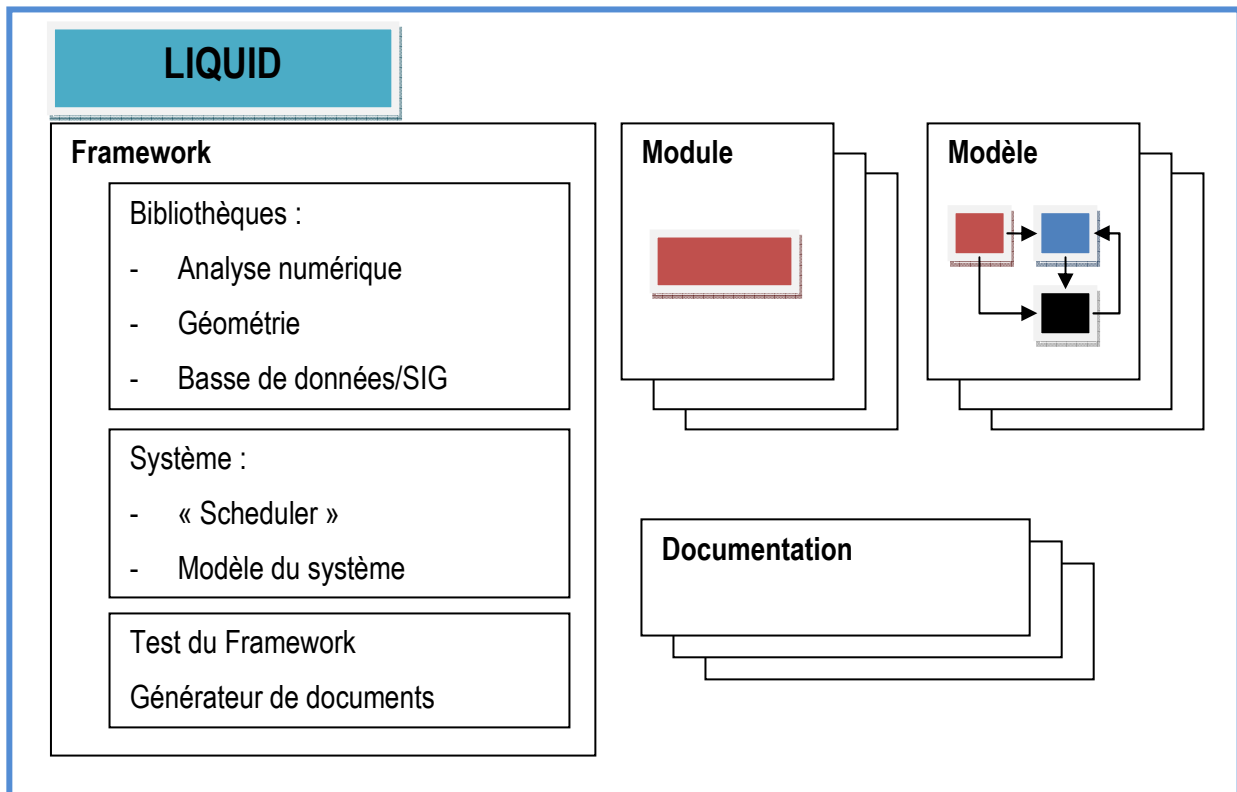 LIQUID
Framework
Bibliothèques :
- Analyse numérique
- Géométrie
- Basse de données/SIG
Système :
- « Scheduler »
- Modèle du système
Test du Framework
Générateur de documents
Module
Modèle
Documentation